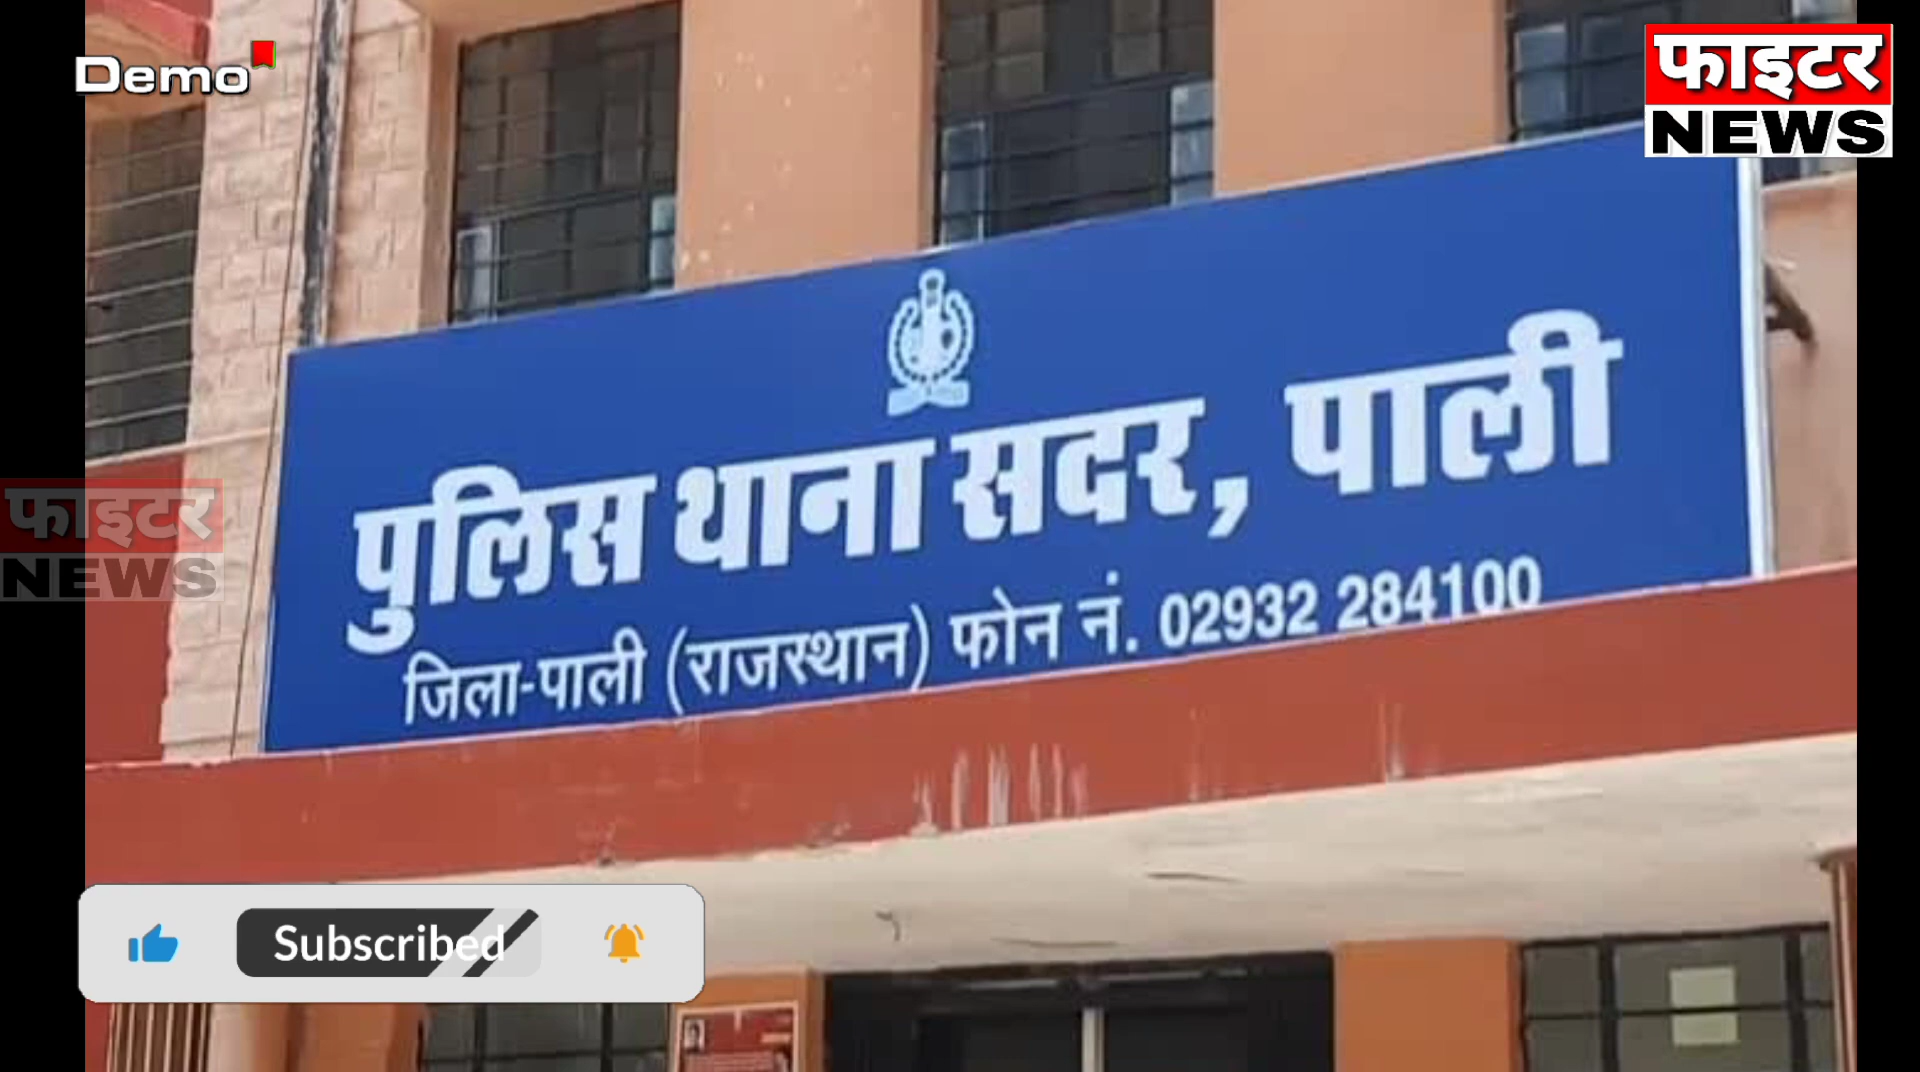 Demo
फाइटर
NEWS
पुलिस थाना सदर, पाली
जिला-पाली (राजस्थान) फोन नं. 02932 284100
फाइटर
NEWS
Subscribed